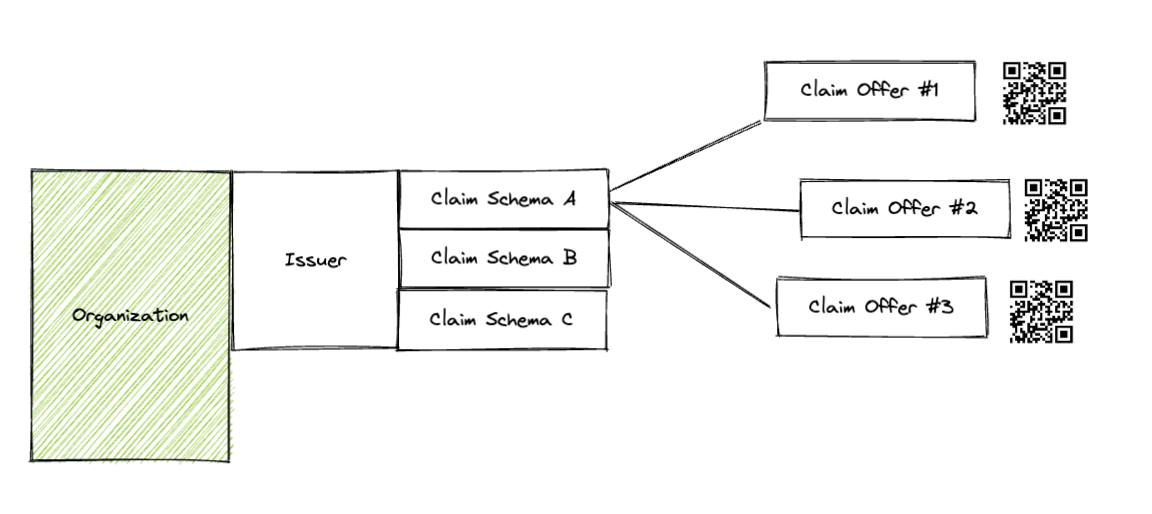 Claim Offer #1
Claim Schema A
Claim Offer #2
Issuer
Claim Schema B
Organization
Claim Schema C
Claim Offer #3